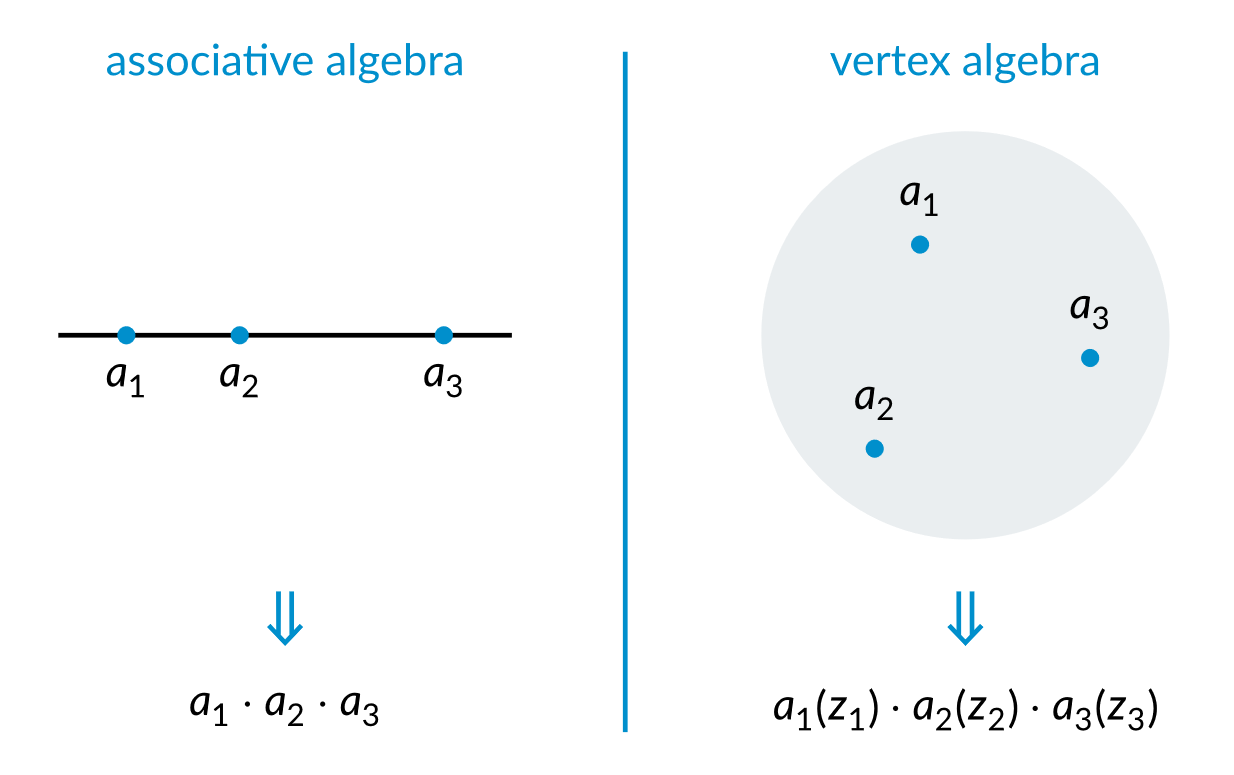 associative algebra
a₁ a₂ a₃
⇓
a₁ · a₂ · a₃
vertex algebra
a₁
a₃
a₂
⇓
a₁(z₁) · a₂(z₂) · a₃(z₃)